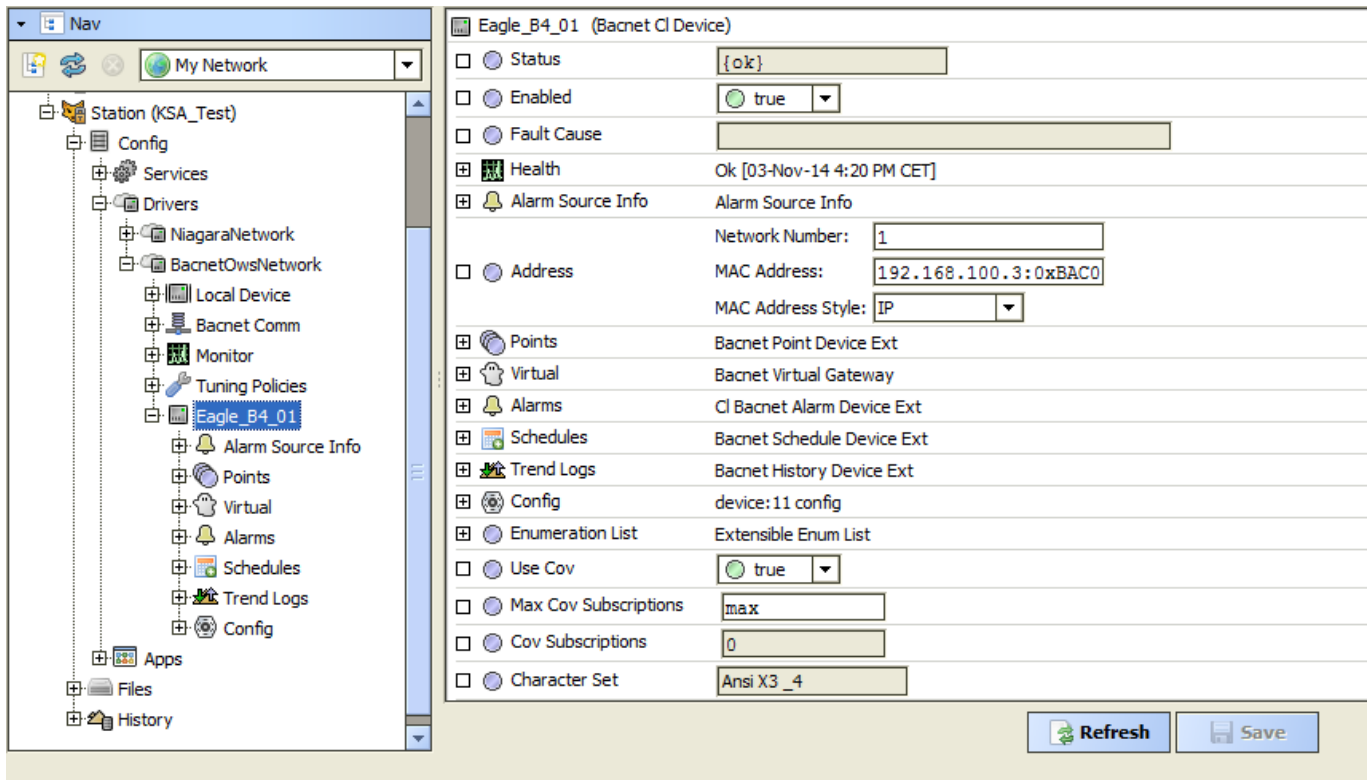 Nav
My Network
Station (KSA_Test)
Config
Services
Drivers
NiagaraNetwork
BacnetOwsNetwork
Local Device
Bacnet Comm
Monitor
Tuning Policies
Eagle_B4_01
Alarm Source Info
Points
Virtual
Alarms
Schedules
Trend Logs
Config
Apps
Files
History
Eagle_B4_01 (Bacnet Cl Device)
Status {ok}
Enabled true
Fault Cause
Health Ok [03-Nov-14 4:20 PM CET]
Alarm Source Info Alarm Source Info
Network Number: 1
Address MAC Address: 192.168.100.3:0xBAC0
MAC Address Style: IP
Points Bacnet Point Device Ext
Virtual Bacnet Virtual Gateway
Alarms Cl Bacnet Alarm Device Ext
Schedules Bacnet Schedule Device Ext
Trend Logs Bacnet History Device Ext
Config device:11 config
Enumeration List Extensible Enum List
Use Cov true
Max Cov Subscriptions max
Cov Subscriptions 0
Character Set Ansi X3 _4
Refresh Save